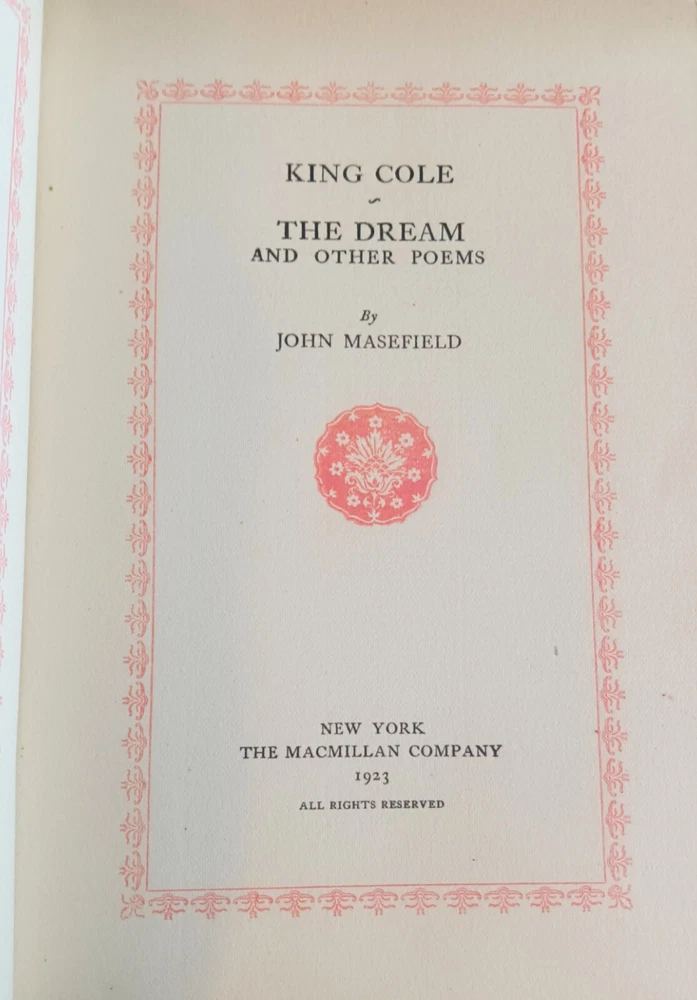 KING COLE
~
THE DREAM
AND OTHER POEMS
By
JOHN MASEFIELD
NEW YORK
THE MACMILLAN COMPANY
1923
ALL RIGHTS RESERVED